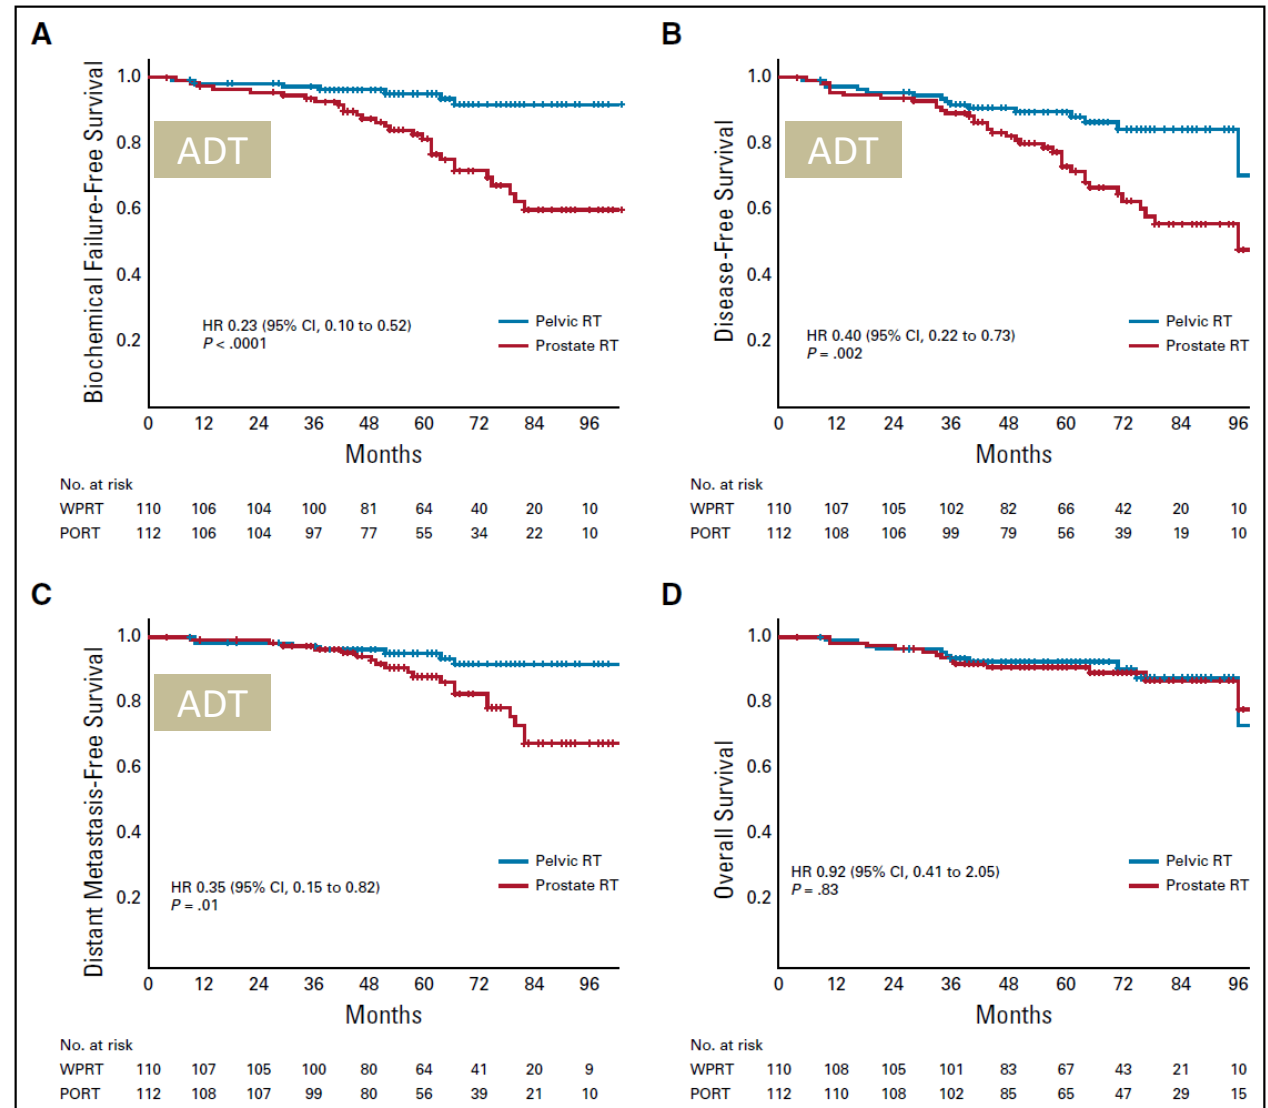 A
Biochemical Failure-Free Survival
1.0
0.8
0.6
0.4
0.2
ADT
HR 0.23 (95% CI, 0.10 to 0.52)
P < .0001
Pelvic RT
Prostate RT
0 12 24 36 48 60 72 84 96
Months
No. at risk
WPRT 110 106 104 100 81 64 40 20 10
PORT 112 106 104 97 77 55 34 22 10
B
Disease-Free Survival
1.0
0.8
0.6
0.4
0.2
ADT
HR 0.40 (95% CI, 0.22 to 0.73)
P = .002
Pelvic RT
Prostate RT
0 12 24 36 48 60 72 84 96
Months
No. at risk
WPRT 110 107 105 102 82 66 42 20 10
PORT 112 108 106 99 79 56 39 19 10
C
Distant Metastasis-Free Survival
1.0
0.8
0.6
0.4
0.2
ADT
HR 0.35 (95% CI, 0.15 to 0.82)
P = .01
Pelvic RT
Prostate RT
0 12 24 36 48 60 72 84 96
Months
No. at risk
WPRT 110 107 105 100 80 64 41 20 9
PORT 112 108 107 99 80 56 39 21 10
D
Overall Survival
1.0
0.8
0.6
0.4
0.2
HR 0.92 (95% CI, 0.41 to 2.05)
P = .83
Pelvic RT
Prostate RT
0 12 24 36 48 60 72 84 96
Months
No. at risk
WPRT 110 108 105 101 83 67 43 21 10
PORT 112 110 108 102 85 65 47 29 15